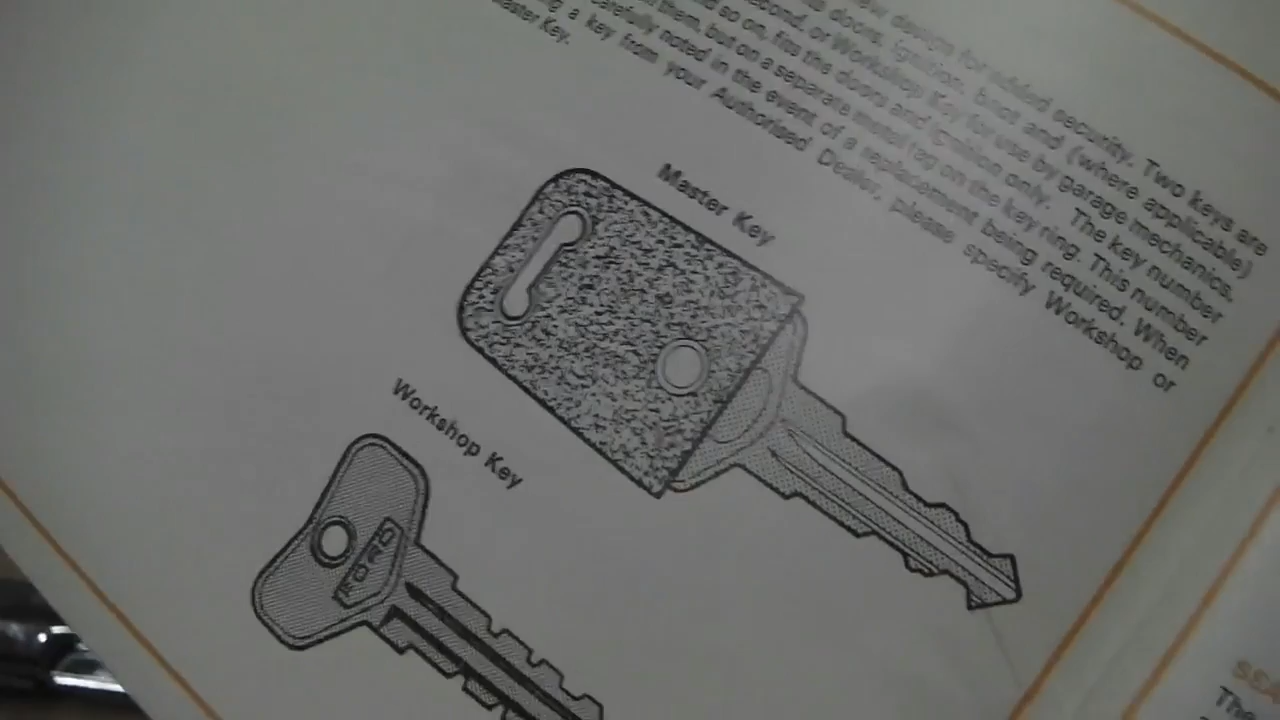 design for added security. Two keys are
doors, ignition, boot and (where applicable)
second, or Workshop Key for use by garage mechanics.
so on, fits the doors and ignition only. The key number
them, but on a separate metal tag on the key ring. This number
carefully noted in the event of a replacement being required. When
a key from your Authorised Dealer, please specify Workshop or
Master Key.
Master Key
Workshop Key
The